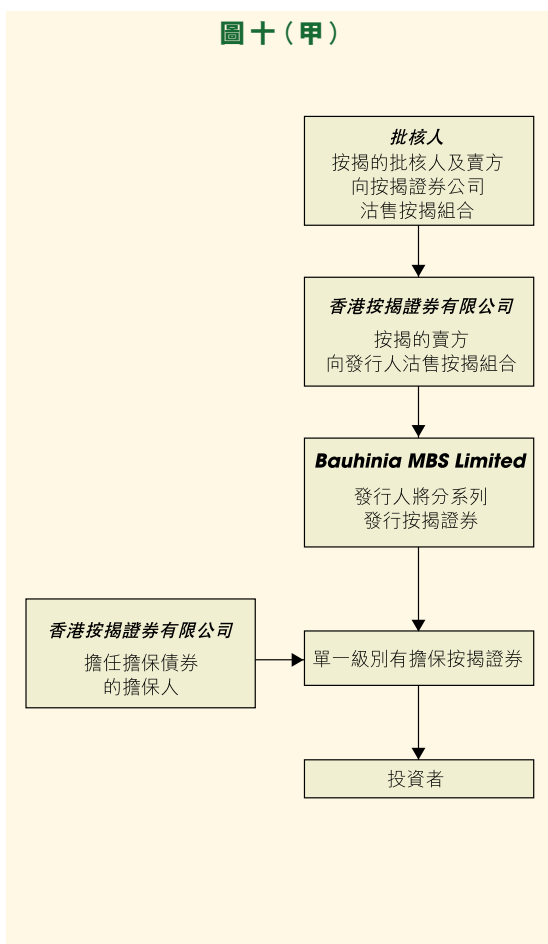 圖十（甲）
批核人
按揭的批核人及賣方
向按揭證券公司
沽售按揭組合
香港按揭證券有限公司
按揭的賣方
向發行人沽售按揭組合
Bauhinia MBS Limited
發行人將分系列
發行按揭證券
香港按揭證券有限公司
擔任擔保債券
的擔保人
單一級別有擔保按揭證券
投資者